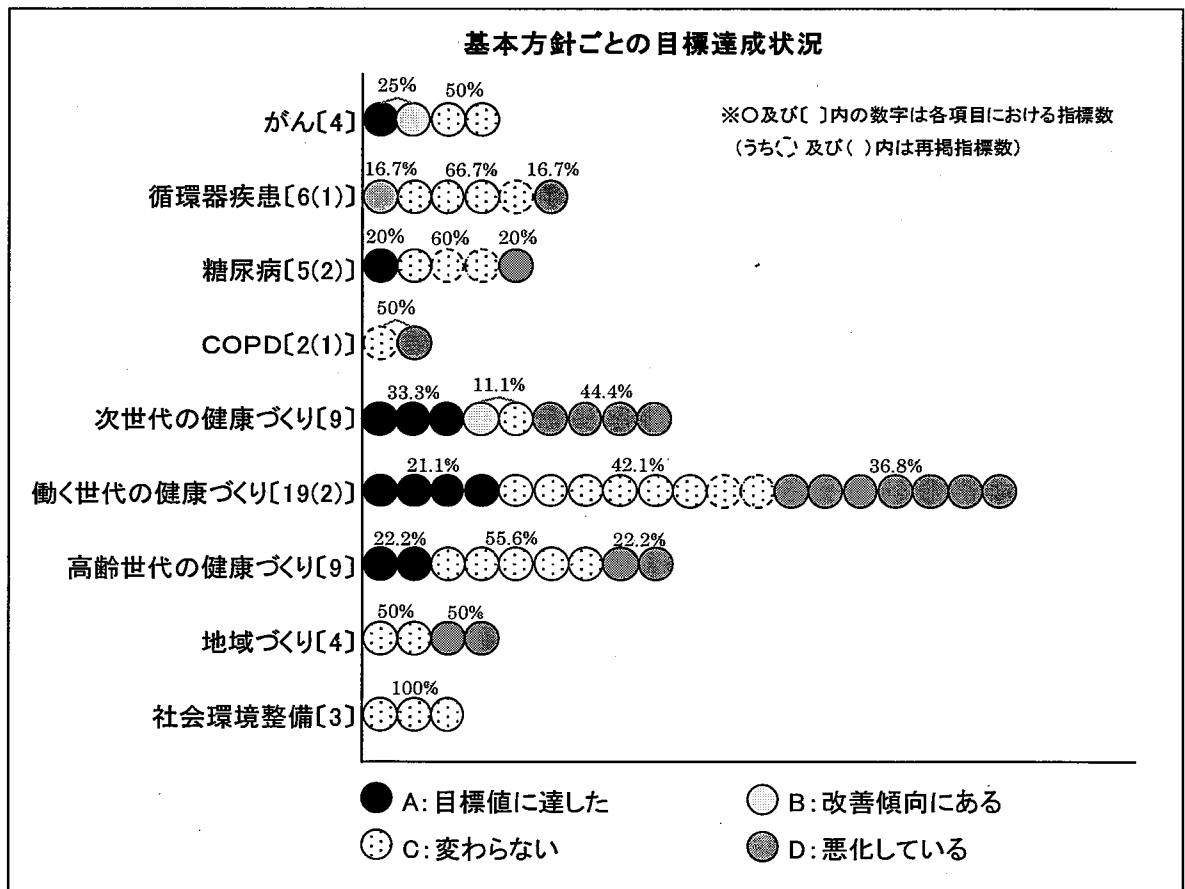 基本方針ごとの目標達成状況
25% 50%
がん〔4〕
※○及び[ ]内の数字は各項目における指標数
(うち◌及び( )内は再掲指標数)
16.7% 66.7% 16.7%
循環器疾患〔6(1)〕
20% 60% 20%
糖尿病〔5(2)〕
50%
COPD〔2(1)〕
33.3% 11.1% 44.4%
次世代の健康づくり〔9〕
21.1% 42.1% 36.8%
働く世代の健康づくり〔19(2)〕
22.2% 55.6% 22.2%
高齢世代の健康づくり〔9〕
50% 50%
地域づくり〔4〕
100%
社会環境整備〔3〕
A:目標値に達した
B:改善傾向にある
C:変わらない
D:悪化している